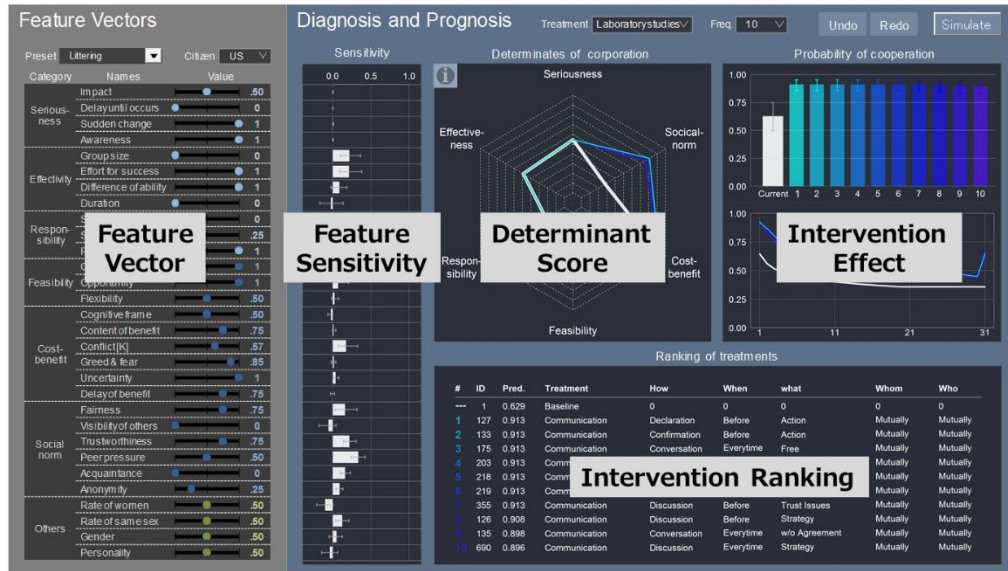 Feature Vectors
Diagnosis and Prognosis
Treatment Laboratorystudies
Freq. 10
Undo
Redo
Simulate
Preset Littering
Citizen US
Category Names Value
Serious-
ness
Impact .50
Delay until occurs 0
Sudden change 1
Awareness 1
Effectivity
Group size 0
Effort for success 1
Difference of ability 1
Duration 0
Respon-
sibility
0
.25
1
Feasiblity
1
Opportunity 1
Flexibility .50
Cost-
benefit
Cognitive frame .50
Content of benefit .75
Conflict [K] .57
Greed & fear .85
Uncertainty 1
Delay of benefit .75
Social
norm
Fairness .75
Visibility of others 0
Trustworthiness .75
Peer pressure .50
Acquaintance 0
Anonymity .25
Others
Rate of women .50
Rate of same sex .50
Gender .50
Personality .50
Feature
Vector
Sensitivity
0.0 0.5 1.0
Feature
Sensitivity
Determinates of corporation
Seriousness
Effective-
ness
Socical-
norm
Respon-
sibility
Cost-
benefit
Feasibility
Determinant
Score
Probability of cooperation
1.00
0.75
0.50
0.25
0.00
Current 1 2 3 4 5 6 7 8 9 10
0.75
0.50
0.25
0.00
1 11 21 31
Intervention
Effect
Ranking of treatments
# ID Pred. Treatment How When what Whom Who
--- 1 0.629 Baseline 0 0 0 0 0
1 127 0.913 Communication Declaration Before Action Mutually Mutually
2 133 0.913 Communication Confirmation Before Action Mutually Mutually
3 175 0.913 Communication Conversation Everytime Free Mutually Mutually
4 203 0.913 Mutually Mutually
5 218 0.913 Mutually Mutually
6 219 0.913 Mutually Mutually
355 0.913 Communication Discussion Before Trust Issues Mutually Mutually
126 0.908 Communication Discussion Before Strategy Mutually Mutually
135 0.898 Communication Conversation Everytime w/o Agreement Mutually Mutually
10 690 0.896 Communication Discussion Everytime Strategy Mutually Mutually
Intervention Ranking